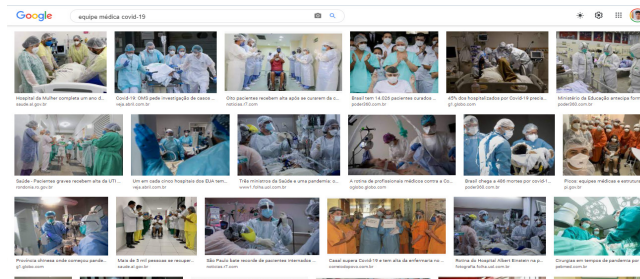 Google
equipe médica covid-19
Hospital da Mulher completa um ano d...
saude.al.gov.br
Covid-19: OMS pede investigação de casos ...
veja.abril.com.br
Oito pacientes recebem alta após se curarem da c...
noticias.r7.com
Brasil tem 14.026 pacientes curados ...
poder360.com.br
45% dos hospitalizados por Covid-19 precis...
g1.globo.com
Ministério da Educação antecipa form
poder360.com.br
Saúde - Pacientes graves recebem alta da UTI ...
rondonia.ro.gov.br
Um em cada cinco hospitais dos EUA tem...
veja.abril.com.br
Três ministros da Saúde e uma pandemia: c...
www1.folha.uol.com.br
A rotina de profissionais médicos contra a Co...
oglobo.globo.com
Brasil chega a 486 mortes por covid-1...
poder360.com.br
Picos: equipes médicas e estrutura
pi.gov.br
Província chinesa onde começou pande...
g1.globo.com
Mais de 5 mil pessoas se recuper...
saude.al.gov.br
São Paulo bate recorde de pacientes internados ...
noticias.r7.com
Casal supera Covid-19 e tem alta da enfermaria no ...
Rotina do Hospital Albert Einstein na p...
fotografia.folha.uol.com.br
Cirurgias em tempos de pandemia por
pebmed.com.br